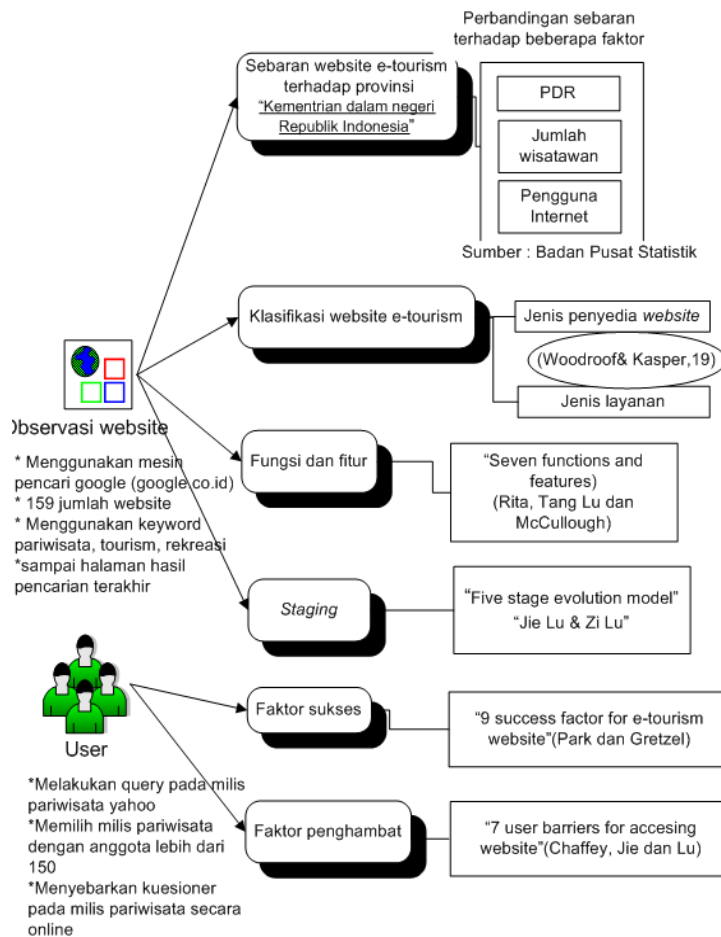 Perbandingan sebaran
terhadap beberapa faktor
Sebaran website e-tourism
terhadap provinsi
“Kementrian dalam negeri
Republik Indonesia”
PDR
Jumlah
wisatawan
Pengguna
Internet
Sumber : Badan Pusat Statistik
Klasifikasi website e-tourism
Jenis penyedia website
(Woodroof& Kasper,19)
Jenis layanan
Observasi website
* Menggunakan mesin
pencari google (google.co.id)
* 159 jumlah website
* Menggunakan keyword
pariwisata, tourism, rekreasi
*sampai halaman hasil
pencarian terakhir
Fungsi dan fitur
“Seven functions and
features)
(Rita, Tang Lu dan
McCullough)
Staging
“Five stage evolution model”
“Jie Lu & Zi Lu”
User
*Melakukan query pada milis
pariwisata yahoo
*Memilih milis pariwisata
dengan anggota lebih dari
150
*Menyebarkan kuesioner
pada milis pariwisata secara
online
Faktor sukses
“9 success factor for e-tourism
website”(Park dan Gretzel)
Faktor penghambat
“7 user barriers for accesing
website”(Chaffey, Jie dan Lu)